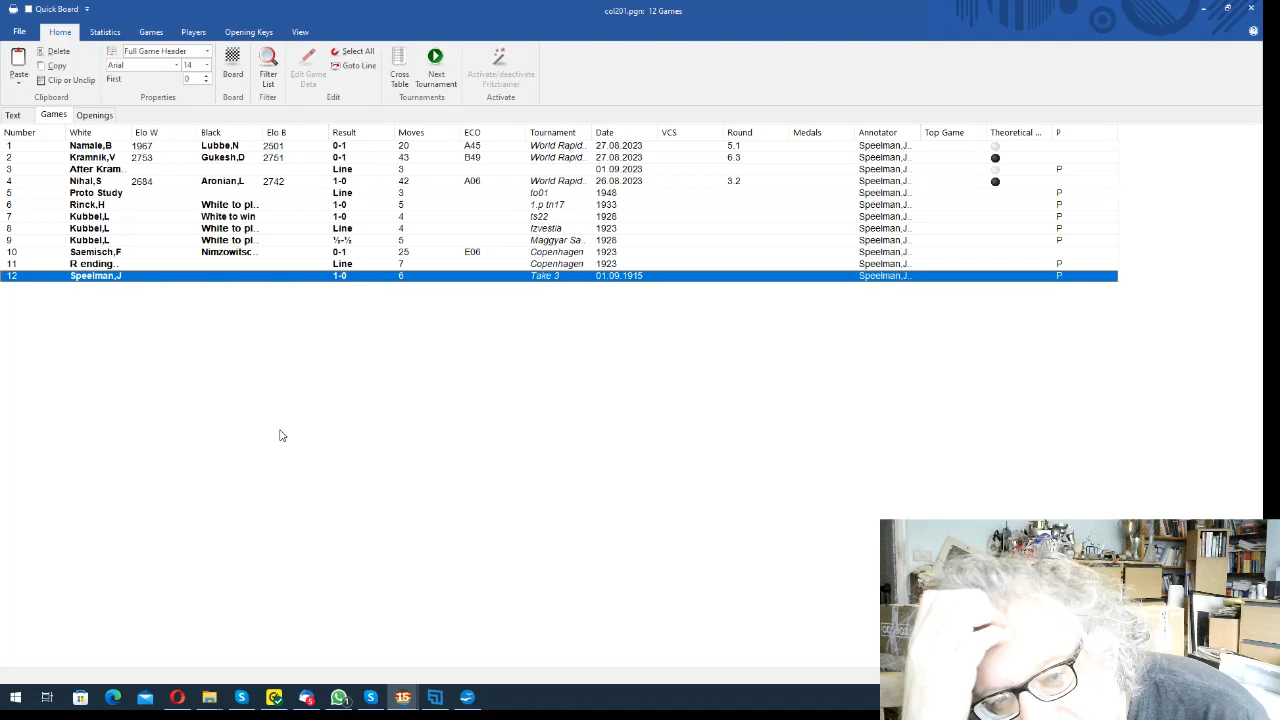 Quick Board
col201.pgn: 12 Games
File Home Statistics Games Players Opening Keys View
Paste Delete Copy Clip or Unclip Clipboard
Full Game Header Arial 14 First 0 Properties
Board Board
Filter List Filter
Edit Game Data Select All Goto Line Edit
Cross Table Next Tournament Tournaments
Activate/deactivate Fritztrainer Activate
Text Games Openings
Number White Elo W Black Elo B Result Moves ECO Tournament Date VCS Round Medals Annotator Top Game Theoretical ... P
1 Namale,B 1967 Lubbe,N 2501 0-1 20 A45 World Rapid.. 27.08.2023 5.1 Speelman,J..
2 Kramnik,V 2753 Gukesh,D 2751 0-1 43 B49 World Rapid.. 27.08.2023 6.3 Speelman,J..
3 After Kram.. Line 3 01.09.2023 Speelman,J.. P
4 Nihal,S 2684 Aronian,L 2742 1-0 42 A06 World Rapid.. 26.08.2023 3.2 Speelman,J..
5 Proto Study Line 3 to01 1948 Speelman,J.. P
6 Rinck,H White to pl.. 1-0 5 1.p tn17 1933 Speelman,J.. P
7 Kubbel,L White to win 1-0 4 ts22 1928 Speelman,J.. P
8 Kubbel,L White to pl.. Line 4 Izvestia 1923 Speelman,J.. P
9 Kubbel,L White to pl.. ½-½ 5 Maggyar Sa.. 1928 Speelman,J.. P
10 Saemisch,F Nimzowitsc.. 0-1 25 E06 Copenhagen 1923 Speelman,J..
11 R ending.. Line 7 Copenhagen 1923 Speelman,J.. P
12 Speelman,J 1-0 6 Take 3 01.09.1915 Speelman,J.. P